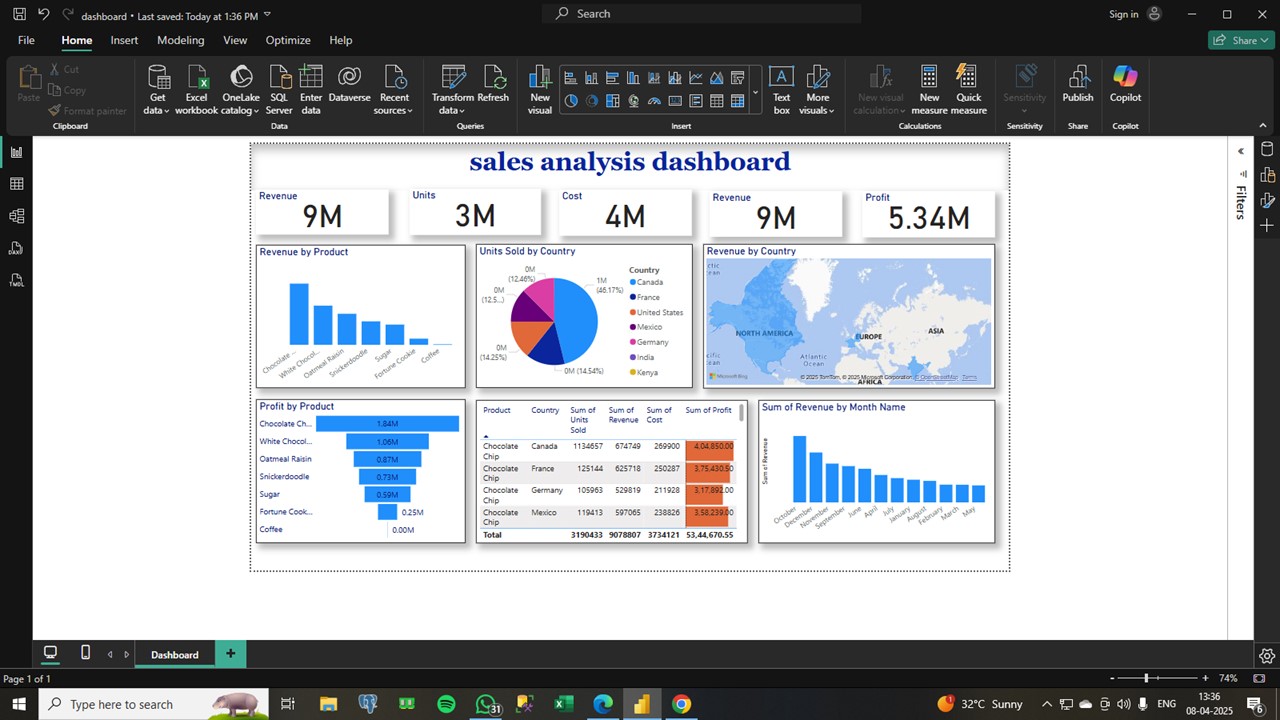 dashboard • Last saved: Today at 1:36 PM
Search
Sign in
File Home Insert Modeling View Optimize Help
Share
Paste
Cut
Copy
Format painter
Clipboard
Get data
Excel workbook
OneLake catalog
SQL Server
Enter data
Dataverse
Recent sources
Data
Transform data
Refresh
Queries
New visual
Text box
More visuals
Insert
New visual calculation
New measure
Quick measure
Calculations
Sensitivity
Sensitivity
Publish
Share
Copilot
Copilot
sales analysis dashboard
Revenue
9M
Units
3M
Cost
4M
Revenue
9M
Profit
5.34M
Revenue by Product
Chocolate ...
White Chocol...
Oatmeal Raisin
Snickerdoodle
Sugar
Fortune Cookie
Coffee
Units Sold by Country
0M (12.46%)
0M (12.5...)
0M (14.25%)
0M (14.54%)
1M (46.17%)
Country
Canada
France
United States
Mexico
Germany
India
Kenya
Revenue by Country
NORTH AMERICA
EUROPE
ASIA
AFRICA
Atlantic Ocean
ctic ean
cific ean
Microsoft Bing
© 2025 TomTom, © 2025 Microsoft Corporation, © OpenStreetMap Terms
Profit by Product
Chocolate Ch... 1.84M
White Chocol... 1.06M
Oatmeal Raisin 0.87M
Snickerdoodle 0.73M
Sugar 0.59M
Fortune Cook... 0.25M
Coffee 0.00M
Product Country Sum of Units Sold Sum of Revenue Sum of Cost Sum of Profit
Chocolate Chip Canada 1134657 674749 269900 4,04,850.00
Chocolate Chip France 125144 625718 250287 3,75,430.50
Chocolate Chip Germany 105963 529819 211928 3,17,892.00
Chocolate Chip Mexico 119413 597065 238826 3,58,239.00
Total 3190433 9078807 3734121 53,44,670.55
Sum of Revenue by Month Name
Sum of Revenue
October
December
November
September
June
April
July
January
August
February
March
May
Filters
Dashboard
Page 1 of 1
74%
Type here to search
31
32°C Sunny
ENG
13:36
08-04-2025
6